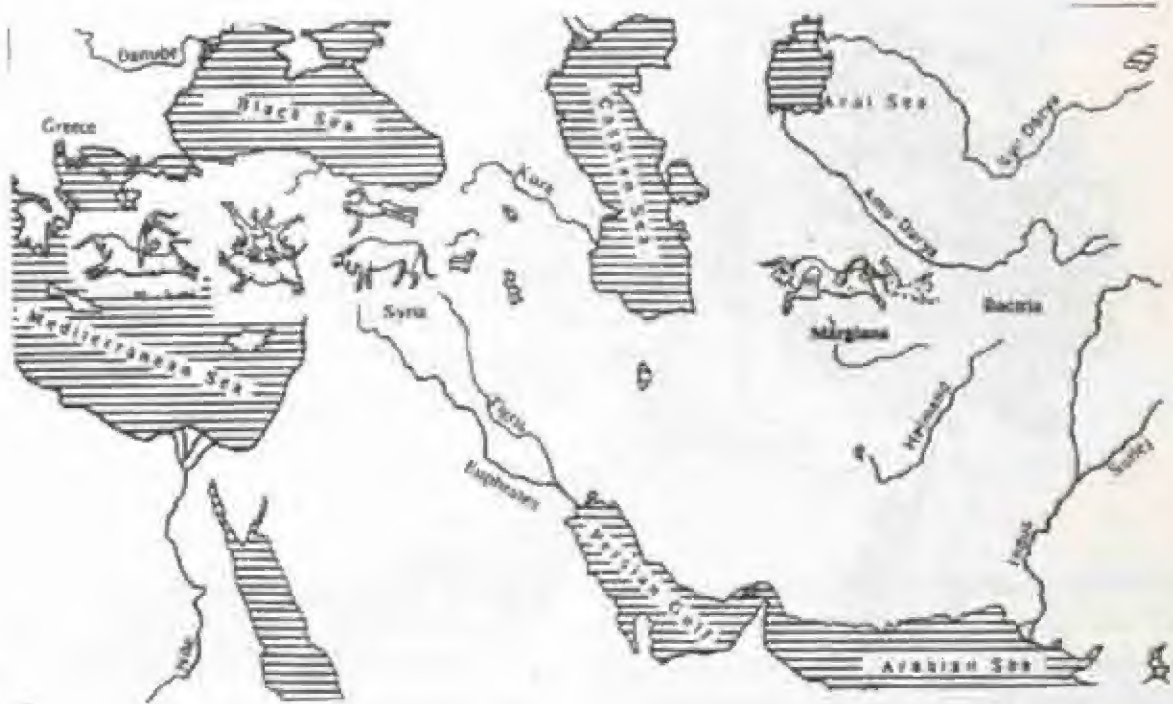 Danube
Black Sea
Greece
Caspian Sea
Aral Sea
Syr Darya
Kura
Amu Darya
Syria
Margiana
Bactria
Mediterranean Sea
Tigris
Euphrates
Helmand
Sutlej
Indus
Persian Gulf
Nile
Arabian Sea